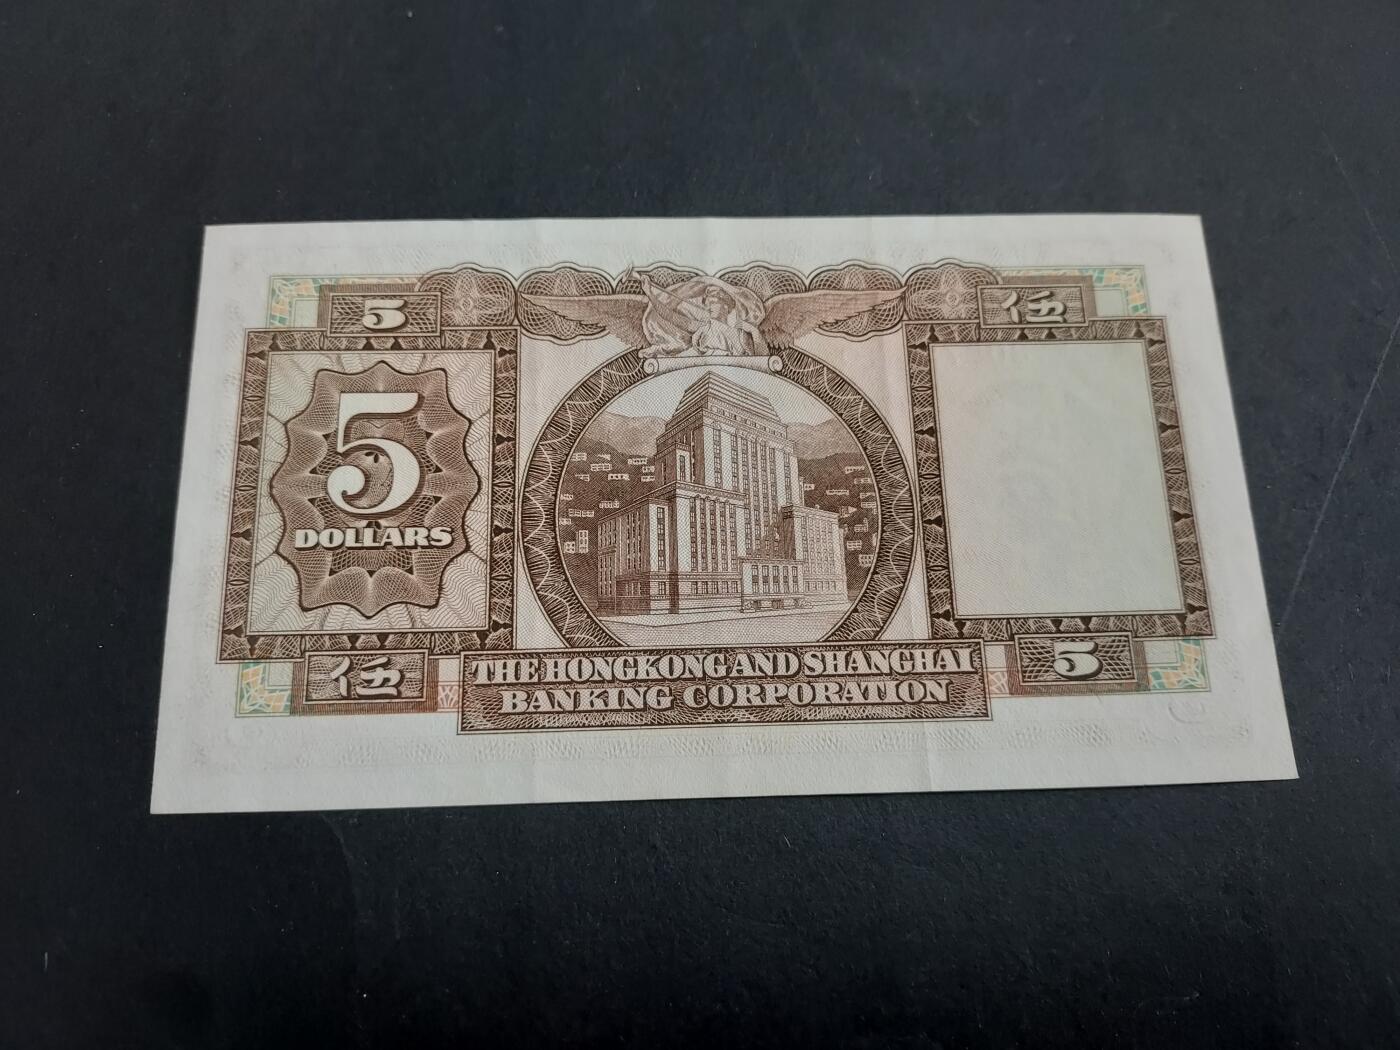 5
伍
5
DOLLARS
伍
THE HONGKONG AND SHANGHAI
BANKING CORPORATION
5